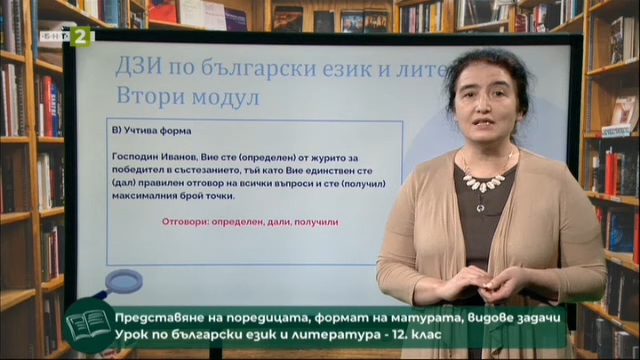 БНТ 2
ДЗИ по български език и лите
Втори модул
В) Учтива форма
Господин Иванов, Вие сте (определен) от журито за
победител в състезанието, тъй като Вие единствен сте
(дал) правилен отговор на всички въпроси и сте (получил)
максималния брой точки.
Отговори: определен, дали, получили
Представяне на поредицата, формат на матурата, видове задачи
Урок по български език и литература - 12. клас